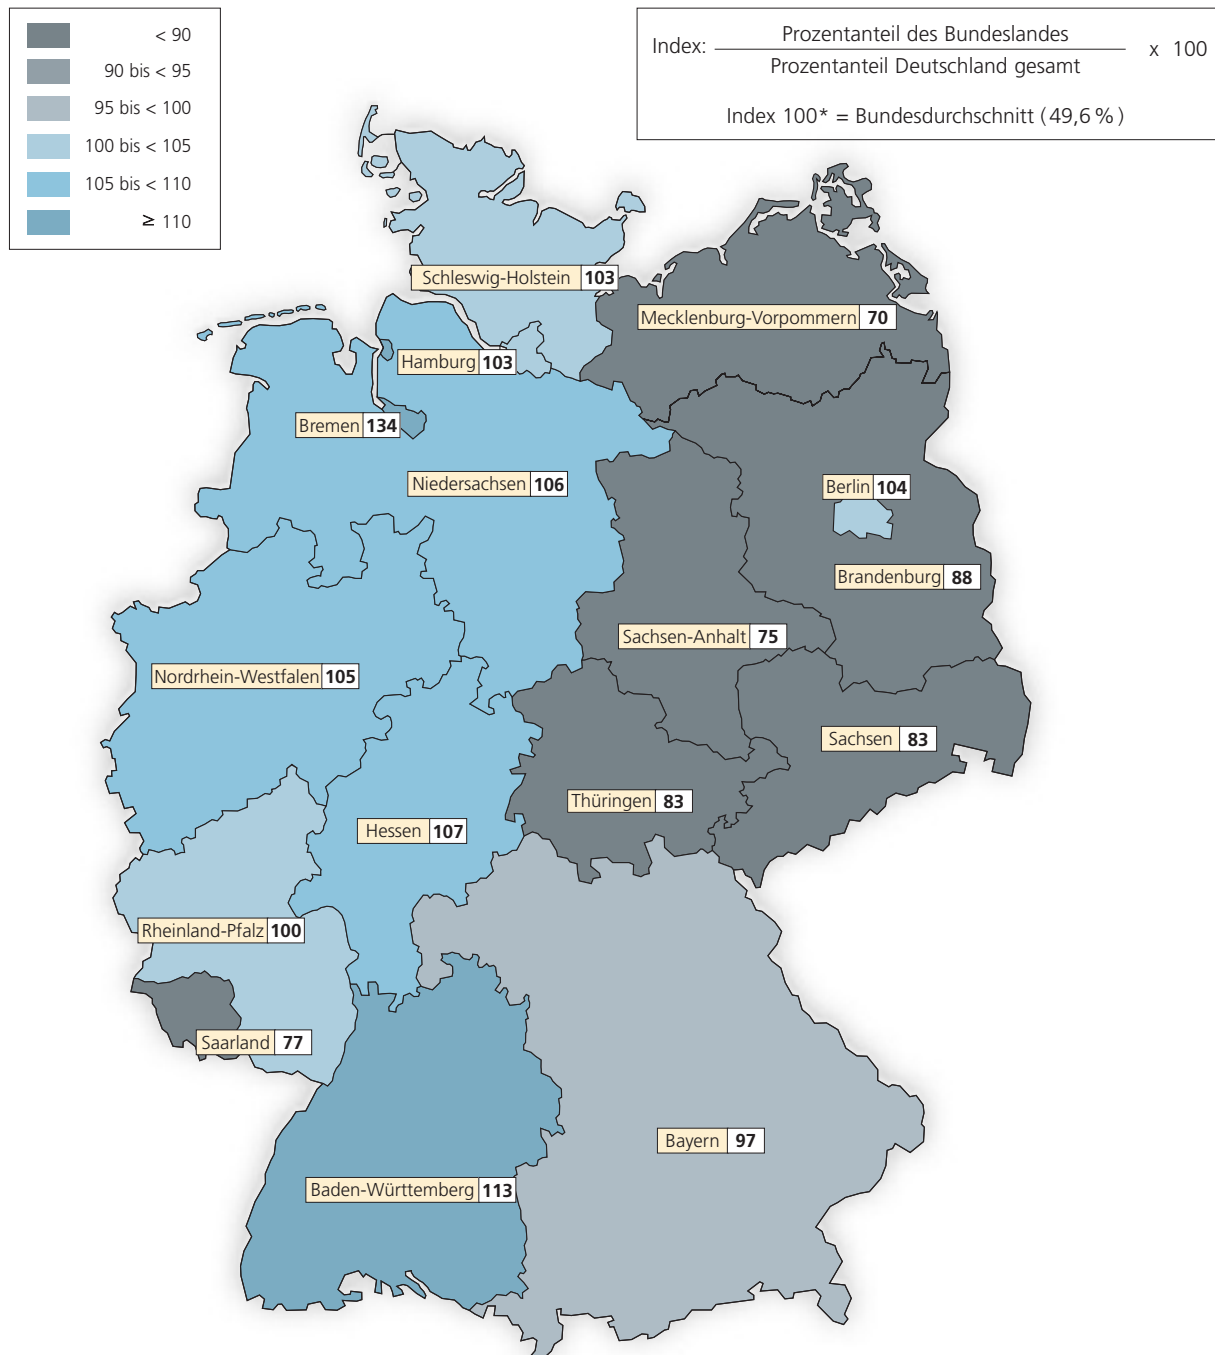 < 90
90 bis < 95
95 bis < 100
100 bis < 105
105 bis < 110
≥ 110
Index: Prozentanteil des Bundeslandes x 100
Prozentanteil Deutschland gesamt
Index 100* = Bundesdurchschnitt (49,6 %)
Schleswig-Holstein 103
Mecklenburg-Vorpommern 70
Hamburg 103
Bremen 134
Niedersachsen 106
Berlin 104
Brandenburg 88
Sachsen-Anhalt 75
Nordrhein-Westfalen 105
Sachsen 83
Thüringen 83
Hessen 107
Rheinland-Pfalz 100
Saarland 77
Bayern 97
Baden-Württemberg 113